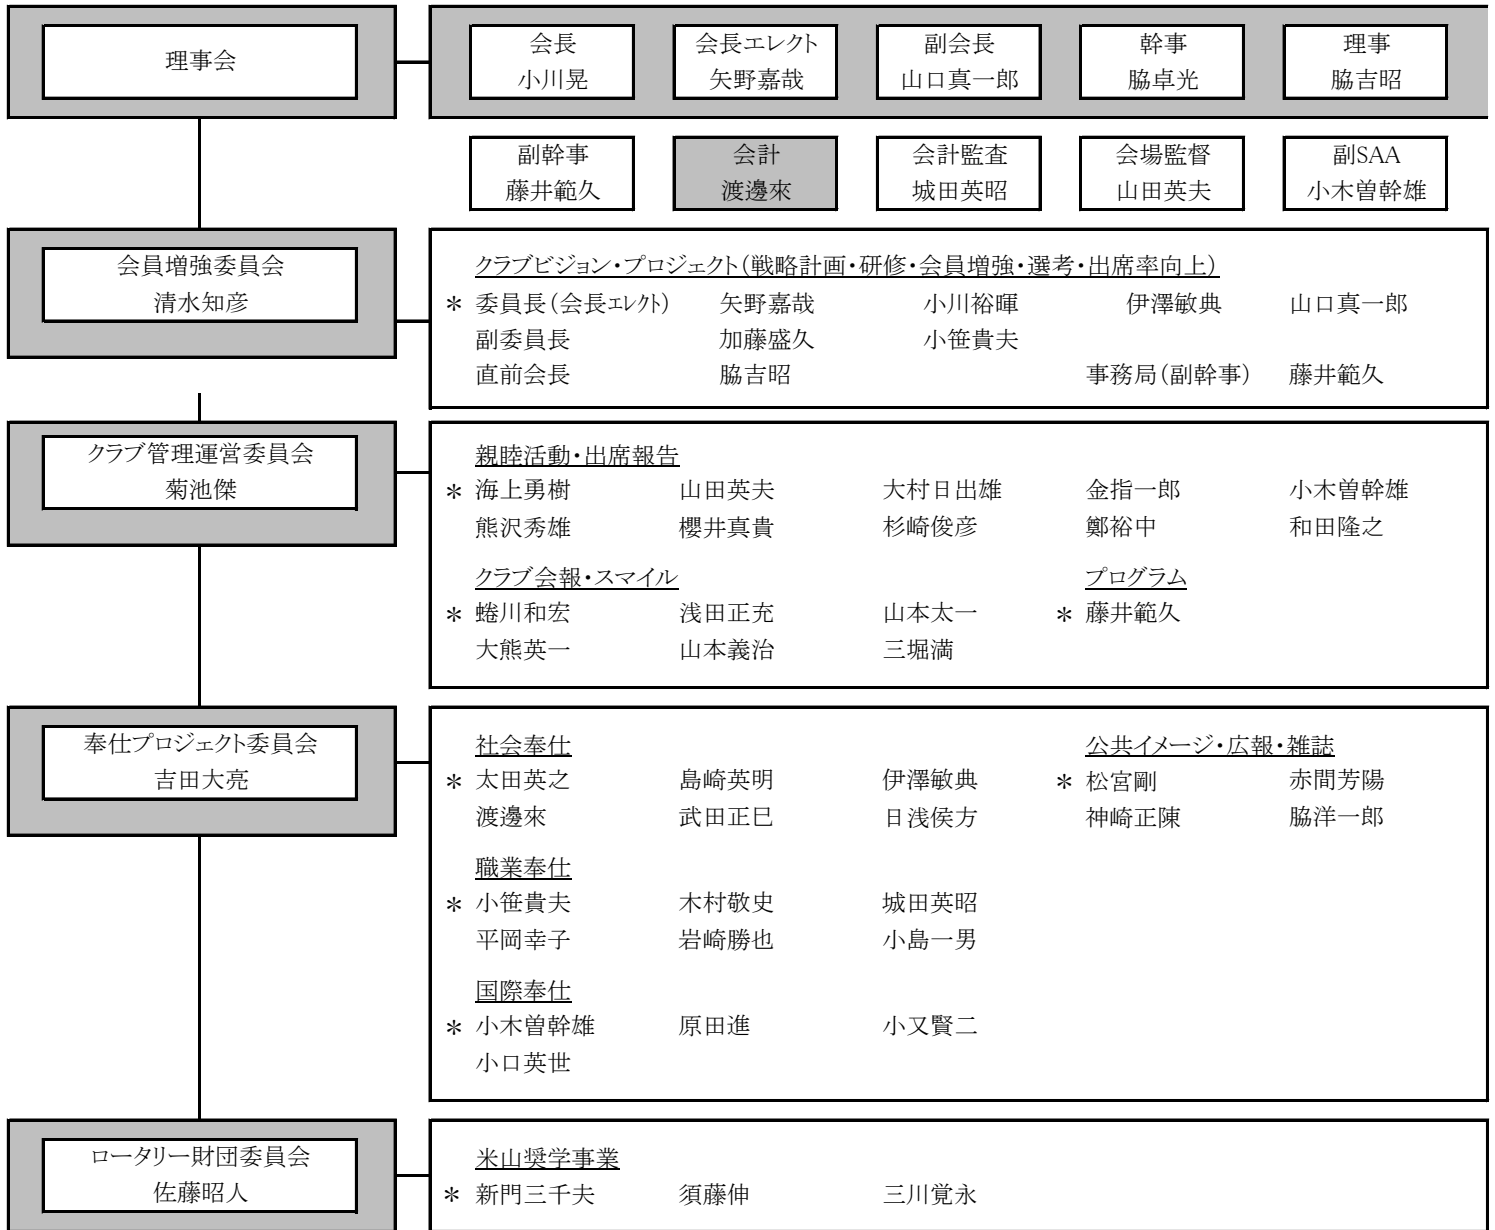 理事会
会長 会長エレクト 副会長 幹事 理事
小川晃 矢野嘉哉 山口真一郎 脇卓光 脇吉昭
副幹事 会計 会計監査 会場監督 副SAA
藤井範久 渡邊來 城田英昭 山田英夫 小木曽幹雄
会員増強委員会
清水知彦
クラブビジョン・プロジェクト(戦略計画・研修・会員増強・選考・出席率向上)
＊ 委員長(会長エレクト) 矢野嘉哉 小川裕暉 伊澤敏典 山口真一郎
副委員長 加藤盛久 小笹貴夫
直前会長 脇吉昭 事務局(副幹事) 藤井範久
クラブ管理運営委員会
菊池傑
親睦活動・出席報告
＊ 海上勇樹 山田英夫 大村日出雄 金指一郎 小木曽幹雄
熊沢秀雄 櫻井真貴 杉崎俊彦 鄭裕中 和田隆之
クラブ会報・スマイル プログラム
＊ 蜷川和宏 浅田正充 山本太一 ＊ 藤井範久
大熊英一 山本義治 三堀満
奉仕プロジェクト委員会
吉田大亮
社会奉仕 公共イメージ・広報・雑誌
＊ 太田英之 島崎英明 伊澤敏典 ＊ 松宮剛 赤間芳陽
渡邊來 武田正巳 日浅侯方 神崎正陳 脇洋一郎
職業奉仕
＊ 小笹貴夫 木村敬史 城田英昭
平岡幸子 岩崎勝也 小島一男
国際奉仕
＊ 小木曽幹雄 原田進 小又賢二
小口英世
ロータリー財団委員会
佐藤昭人
米山奨学事業
＊ 新門三千夫 須藤伸 三川覚永